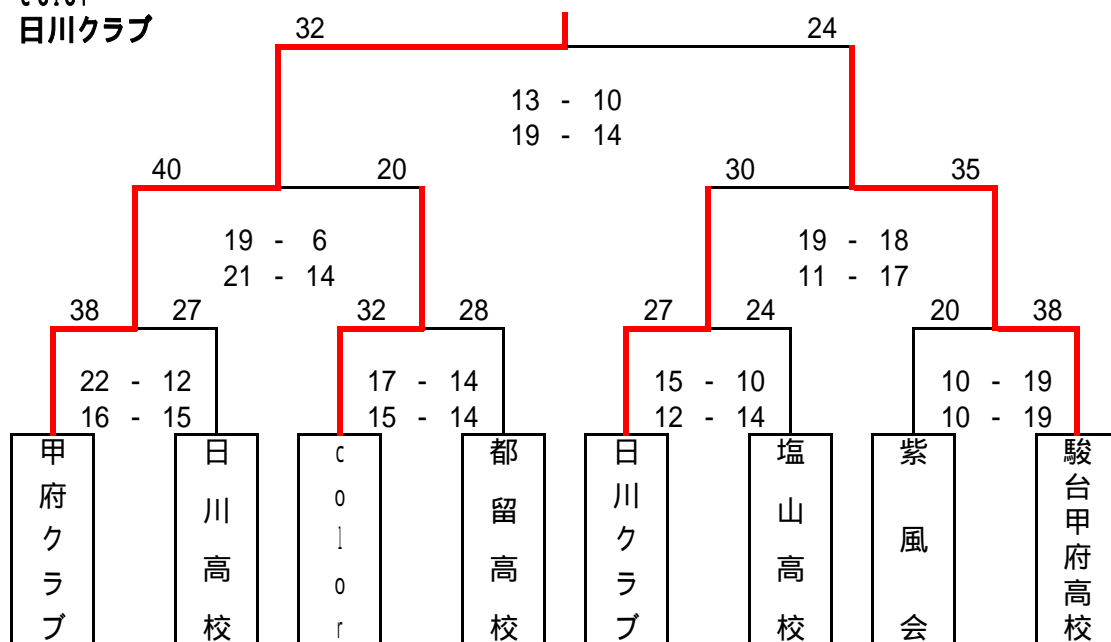 日川クラブ
32 24
13 - 10
19 - 14
40 20 30 35
19 - 6 19 - 18
21 - 14 11 - 17
38 27 32 28 27 24 20 38
22 - 12 17 - 14 15 - 10 10 - 19
16 - 15 15 - 14 12 - 14 10 - 19
甲府クラブ
日川高校
color
都留高校
日川クラブ
塩山高校
紫風会
駿台甲府高校